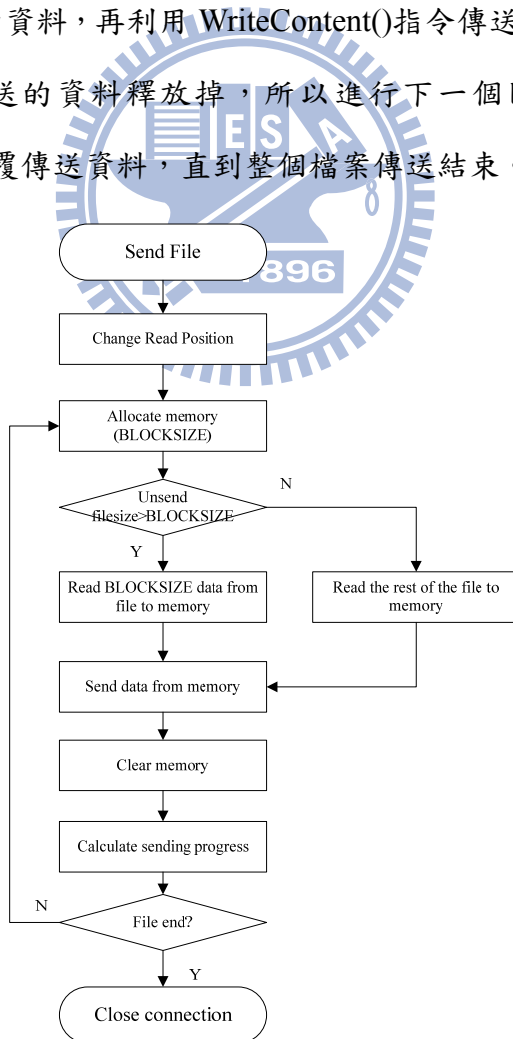 資料，再利用 WriteContent()指令傳送
送的資料釋放掉，所以進行下一個
覆傳送資料，直到整個檔案傳送結束
ESA
1896
Send File
Change Read Position
Allocate memory
(BLOCKSIZE)
Unsend
filesize>BLOCKSIZE
N
Y
Read BLOCKSIZE data from
file to memory
Read the rest of the file to
memory
Send data from memory
Clear memory
Calculate sending progress
N
File end?
Y
Close connection